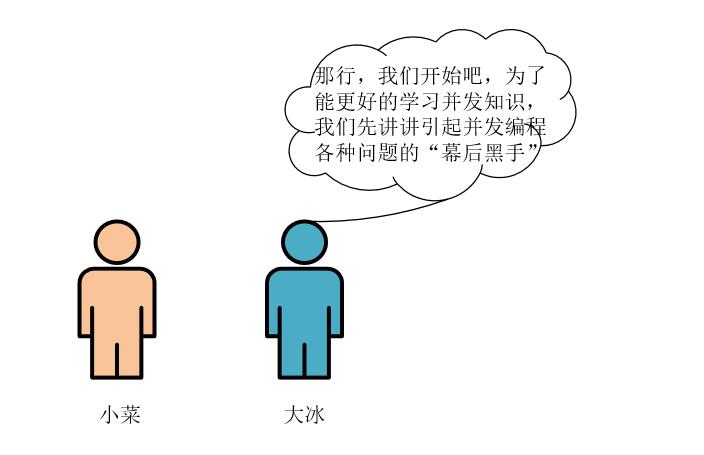 那行，我们开始吧，为了
能更好的学习并发知识，
我们先讲讲引起并发编程
各种问题的“幕后黑手”
小菜
大冰